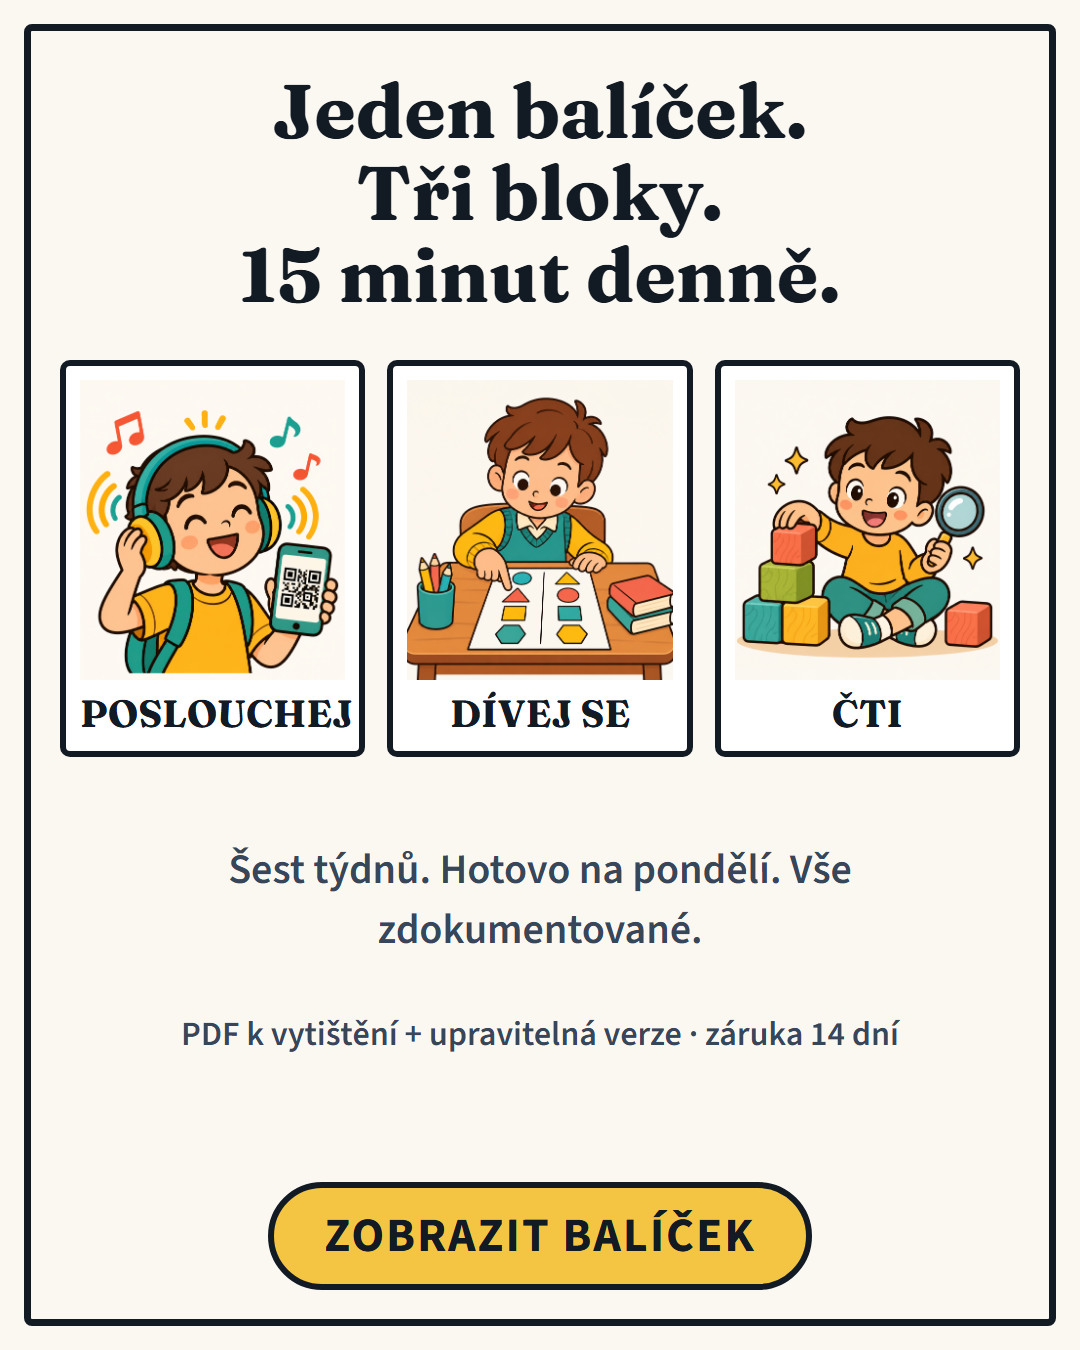 Jeden balíček.
Tři bloky.
15 minut denně.
POSLOUCHEJ
DÍVEJ SE
ČTI
Šest týdnů. Hotovo na pondělí. Vše
zdokumentované.
PDF k vytištění + upravitelná verze · záruka 14 dní
ZOBRAZIT BALÍČEK